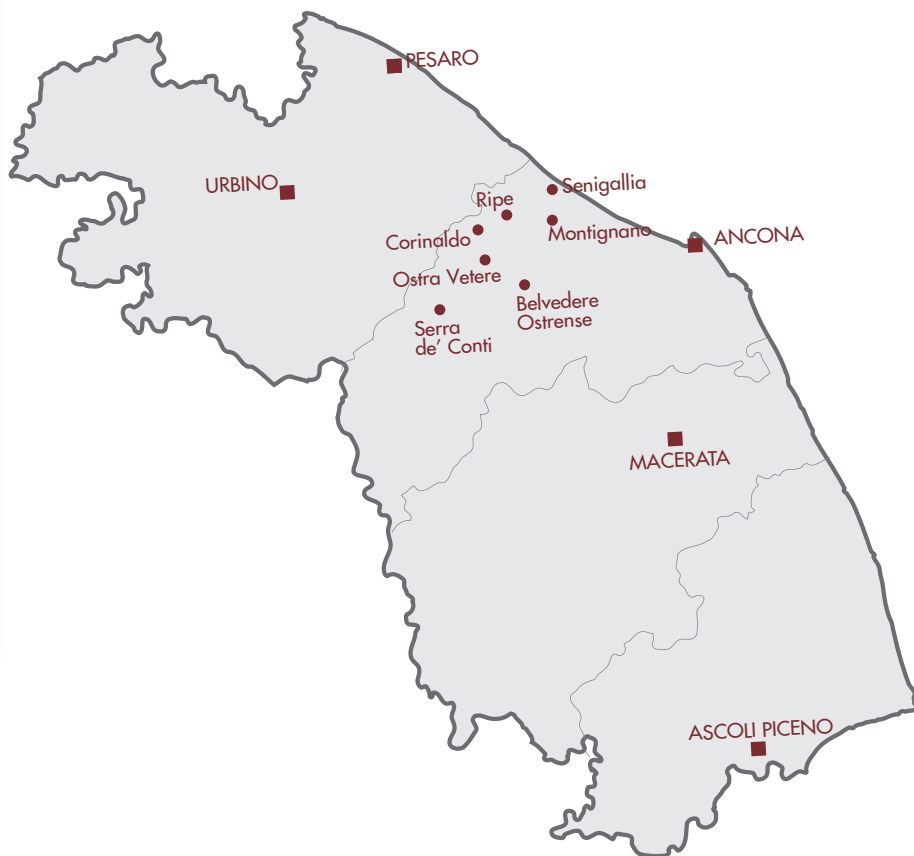 PESARO
URBINO
Senigallia
Ripe
Montignano
Corinaldo
ANCONA
Ostra Vetere
Belvedere
Ostrense
Serra
de’ Conti
MACERATA
ASCOLI PICENO